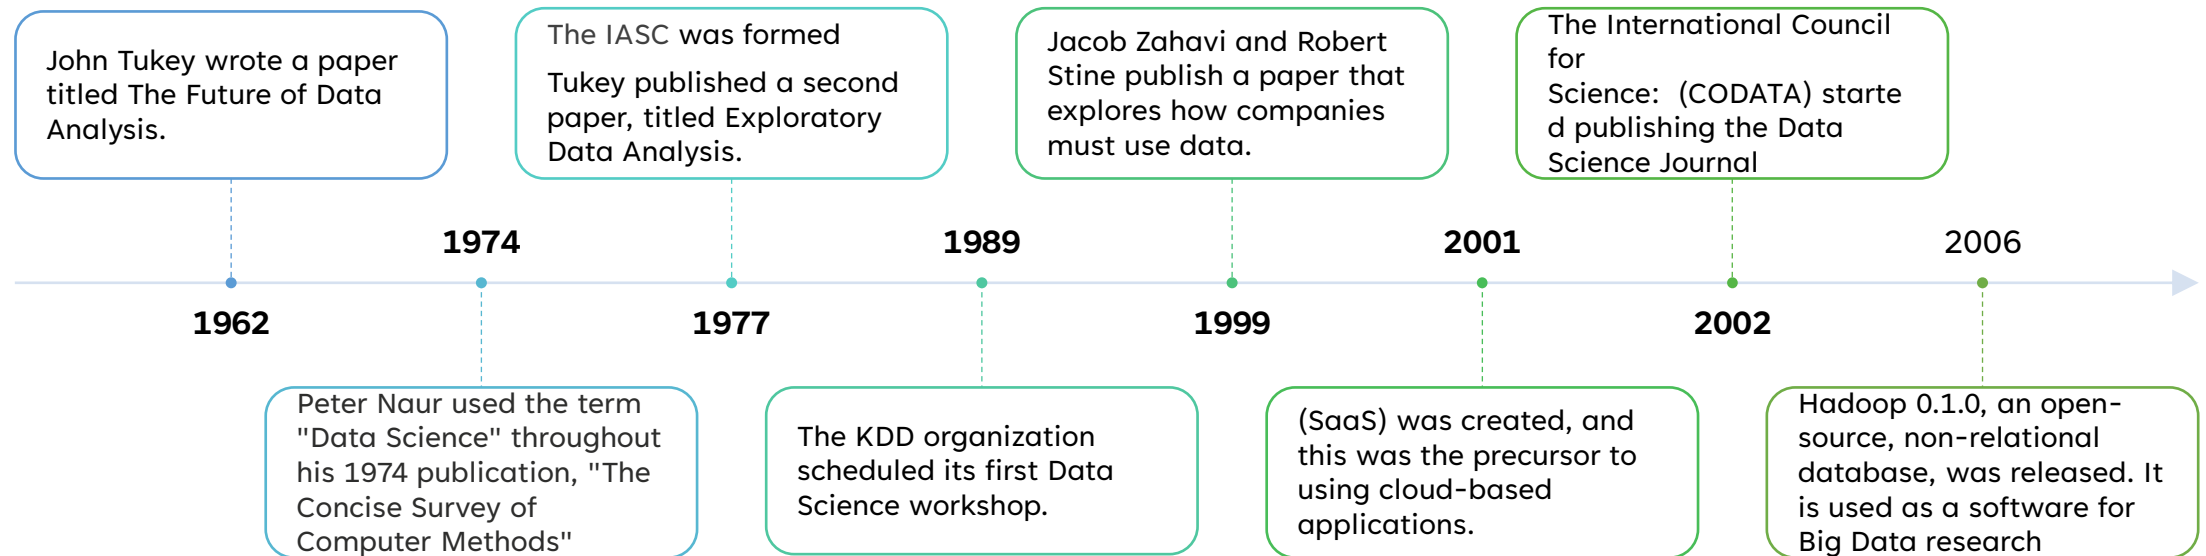 John Tukey wrote a paper
titled The Future of Data
Analysis.
The IASC was formed
Tukey published a second
paper, titled Exploratory
Data Analysis.
Jacob Zahavi and Robert
Stine publish a paper that
explores how companies
must use data.
The International Council
for
Science:  (CODATA) starte
d publishing the Data
Science Journal
1974
1989
2001
2006
1962
1977
1999
2002
Peter Naur used the term
"Data Science" throughout
his 1974 publication, "The
Concise Survey of
Computer Methods"
The KDD organization
scheduled its first Data
Science workshop.
(SaaS) was created, and
this was the precursor to
using cloud-based
applications.
Hadoop 0.1.0, an open-
source, non-relational
database, was released. It
is used as a software for
Big Data research